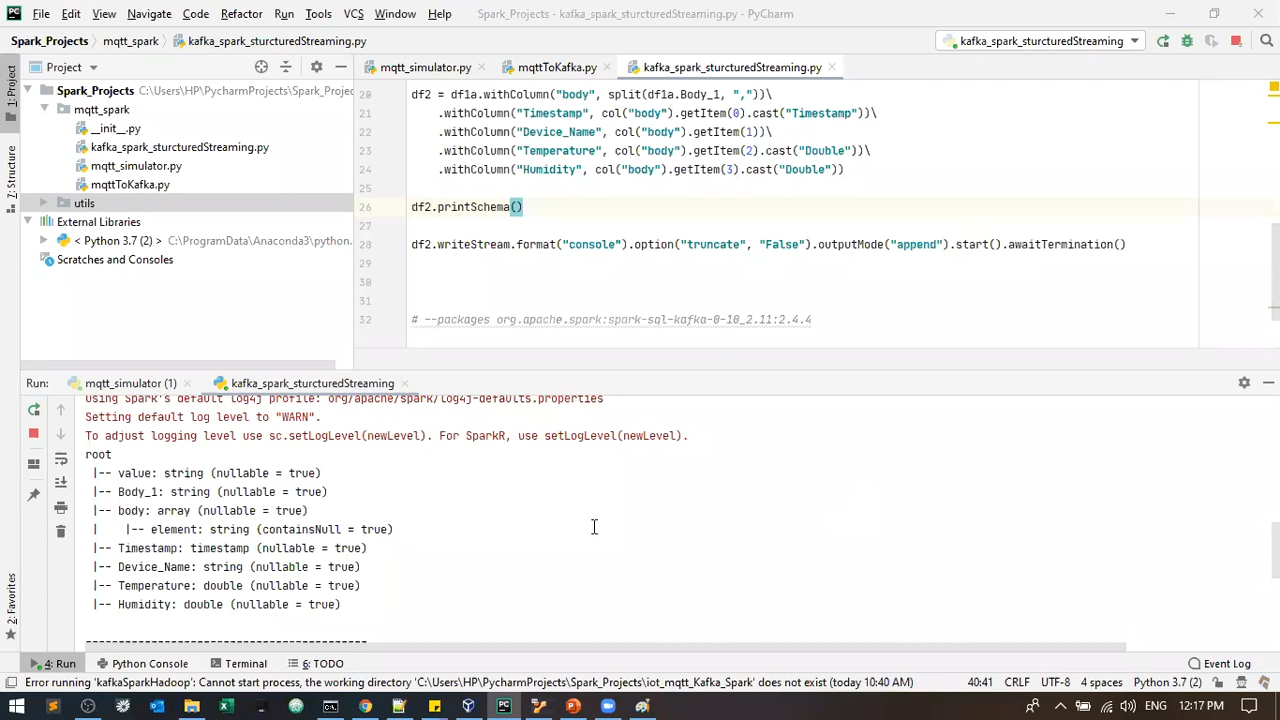 File Edit View Navigate Code Refactor Run Tools VCS Window Help Spark_Projects - kafka_spark_sturcturedStreaming.py - PyCharm
Spark_Projects mqtt_spark kafka_spark_sturcturedStreaming.py kafka_spark_sturcturedStreaming
Project mqtt_simulator.py mqttToKafka.py kafka_spark_sturcturedStreaming.py
1: Project
7: Structure
2: Favorites
Spark_Projects C:\Users\HP\PycharmProjects\Spark_Projec
mqtt_spark
__init__.py
kafka_spark_sturcturedStreaming.py
mqtt_simulator.py
mqttToKafka.py
utils
External Libraries
< Python 3.7 (2) > C:\ProgramData\Anaconda3\python.
Scratches and Consoles
20 df2 = df1a.withColumn("body", split(df1a.Body_1, ","))\
21 .withColumn("Timestamp", col("body").getItem(0).cast("Timestamp"))\
22 .withColumn("Device_Name", col("body").getItem(1))\
23 .withColumn("Temperature", col("body").getItem(2).cast("Double"))\
24 .withColumn("Humidity", col("body").getItem(3).cast("Double"))
25
26 df2.printSchema()
27
28 df2.writeStream.format("console").option("truncate", "False").outputMode("append").start().awaitTermination()
29
30
31
32 # --packages org.apache.spark:spark-sql-kafka-0-10_2.11:2.4.4
Run: mqtt_simulator (1) kafka_spark_sturcturedStreaming
Using Spark's default log4j profile: org/apache/spark/log4j-defaults.properties
Setting default log level to "WARN".
To adjust logging level use sc.setLogLevel(newLevel). For SparkR, use setLogLevel(newLevel).
root
|-- value: string (nullable = true)
|-- Body_1: string (nullable = true)
|-- body: array (nullable = true)
| |-- element: string (containsNull = true)
|-- Timestamp: timestamp (nullable = true)
|-- Device_Name: string (nullable = true)
|-- Temperature: double (nullable = true)
|-- Humidity: double (nullable = true)
-------------------------------------------
4: Run Python Console Terminal 6: TODO Event Log
Error running 'kafkaSparkHadoop': Cannot start process, the working directory 'C:\Users\HP\PycharmProjects\Spark_Projects\iot_mqtt_Kafka_Spark' does not exist (today 10:40 AM) 40:41 CRLF UTF-8 4 spaces Python 3.7 (2)
ENG 12:17 PM